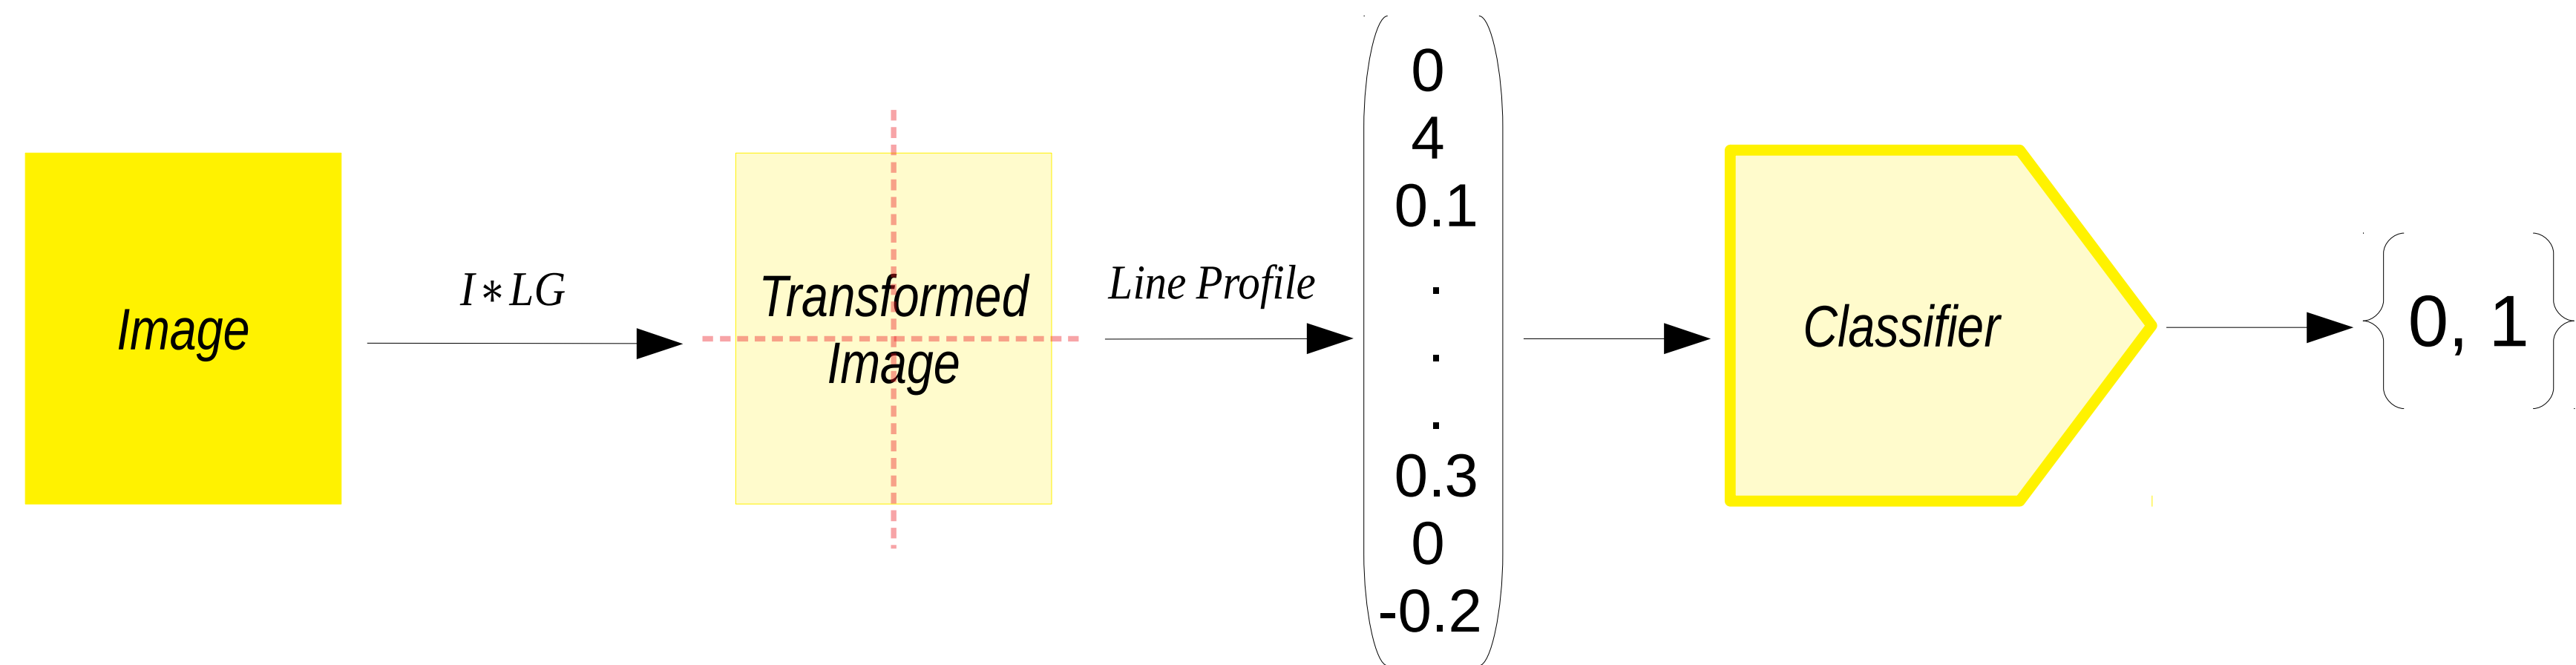 Image
I∗LG
Transformed
Image
Line Profile
0
4
0.1
.
.
.
0.3
0
-0.2
Classifier
{0, 1}